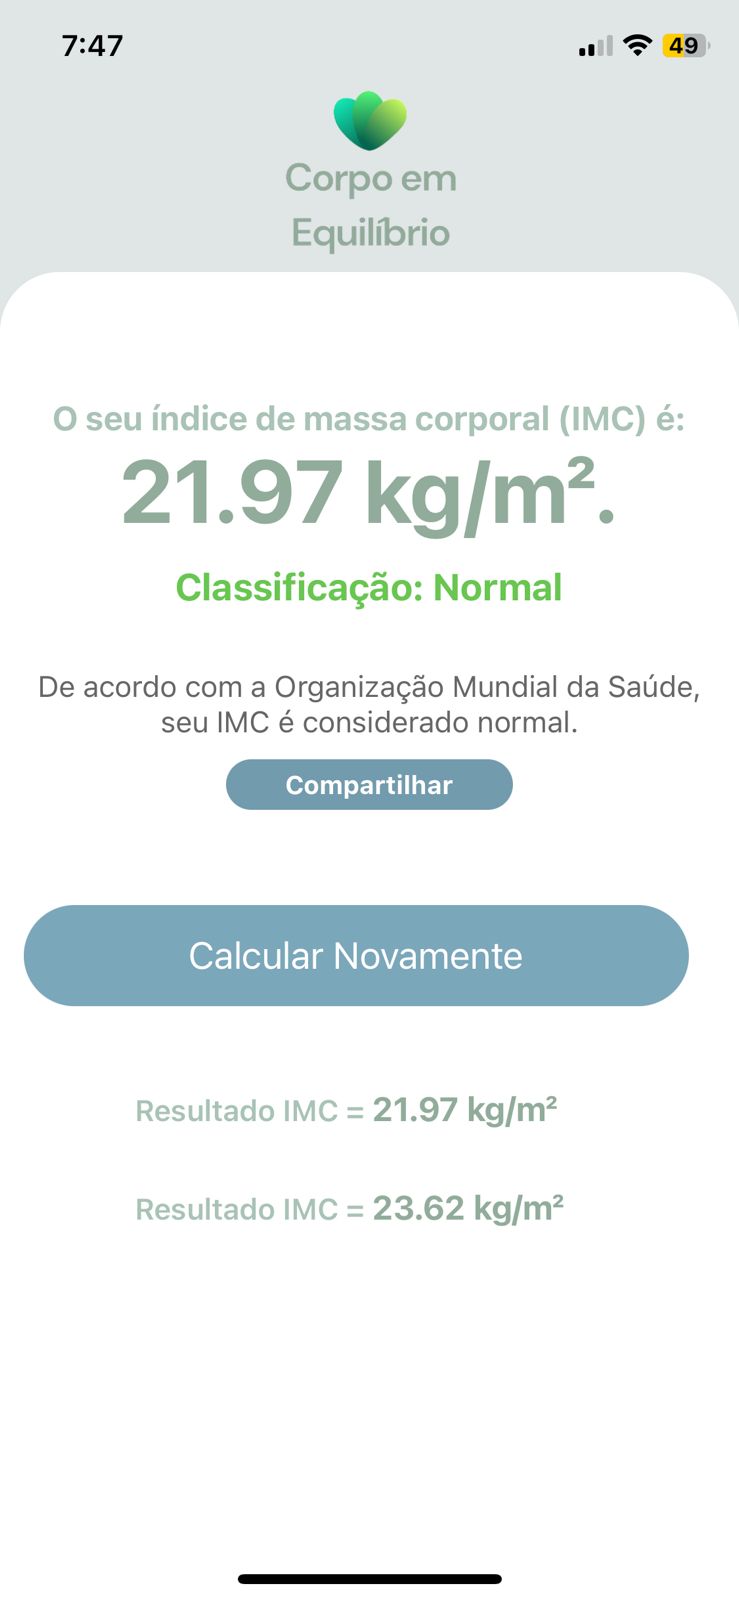 7:47
49
Corpo em
Equilíbrio
O seu índice de massa corporal (IMC) é:
21.97 kg/m².
Classificação: Normal
De acordo com a Organização Mundial da Saúde,
seu IMC é considerado normal.
Compartilhar
Calcular Novamente
Resultado IMC = 21.97 kg/m²
Resultado IMC = 23.62 kg/m²